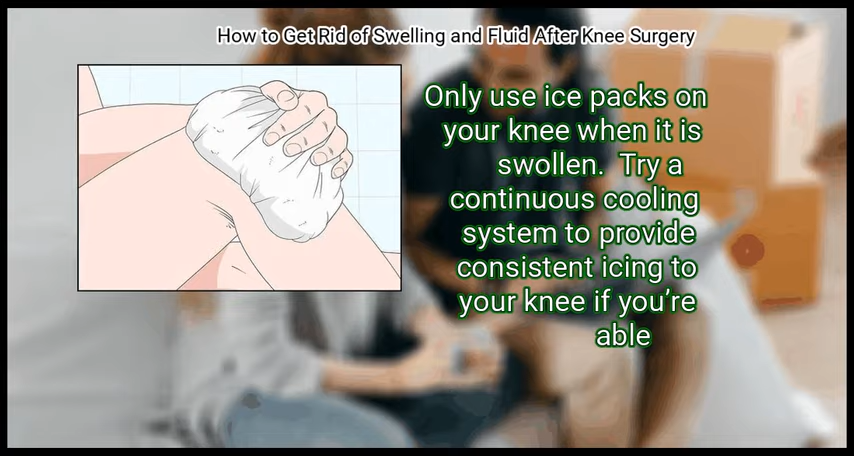 How to Get Rid of Swelling and Fluid After Knee Surgery
Only use ice packs on
your knee when it is
swollen.  Try a
continuous cooling
system to provide
consistent icing to
your knee if you’re
able